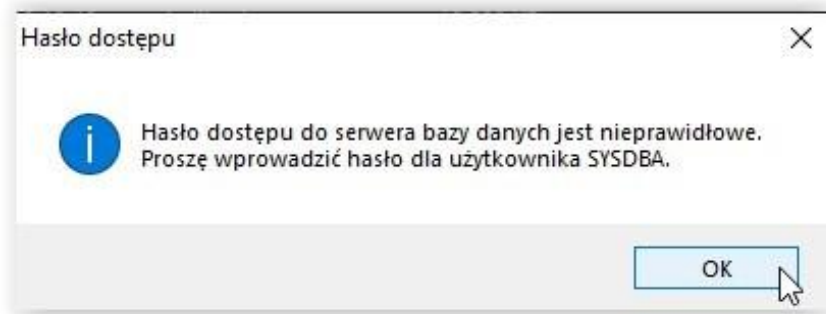 Hasło dostępu
Hasło dostępu do serwera bazy danych jest nieprawidłowe.
Proszę wprowadzić hasło dla użytkownika SYSDBA.
OK